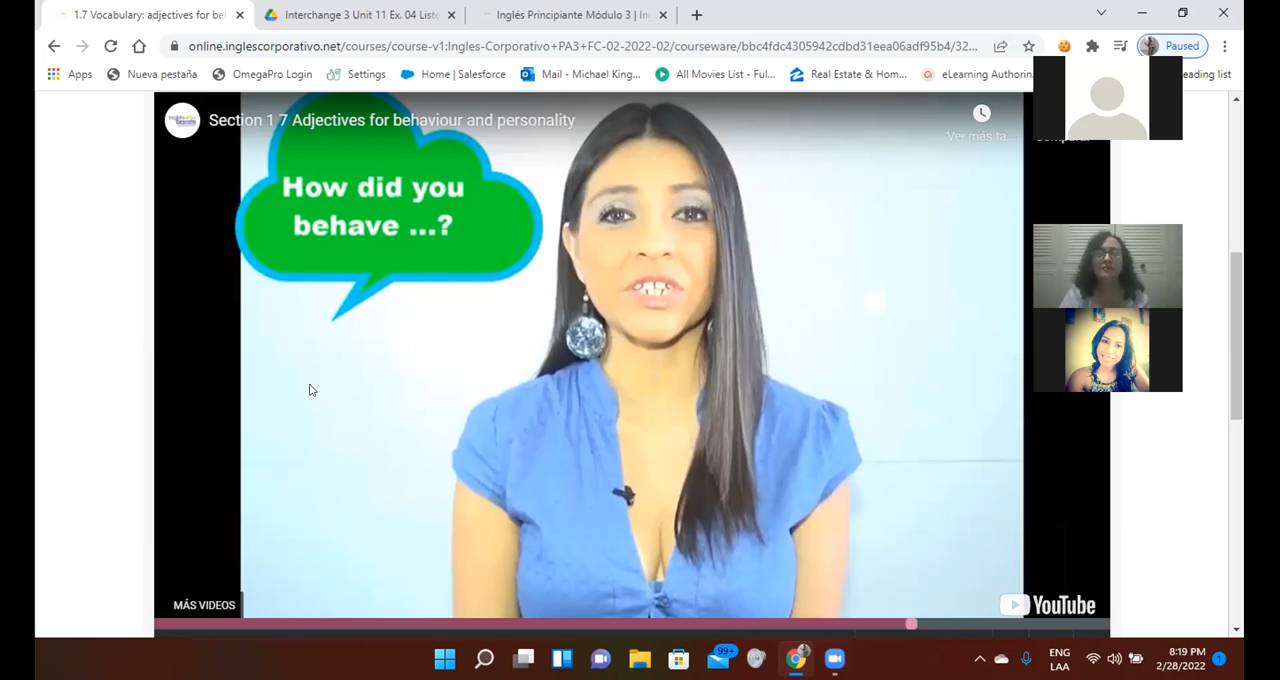 1.7 Vocabulary: adjectives for bel
Interchange 3 Unit 11 Ex. 04 Liste
Inglés Principiante Módulo 3 | In
online.inglescorporativo.net/courses/course-v1:Ingles-Corporativo+PA3+FC-02-2022-02/courseware/bbc4fdc4305942cdbd31eea06adf95b4/32...
Paused
Apps
Nueva pestaña
OmegaPro Login
Settings
Home | Salesforce
Mail - Michael King...
All Movies List - Ful...
Real Estate & Hom...
eLearning Authorin
eading list
Section 1 7 Adjectives for behaviour and personality
Ver más ta...
How did you
behave ...?
MÁS VIDEOS
YouTube
99+
ENG
LAA
8:19 PM
2/28/2022
1